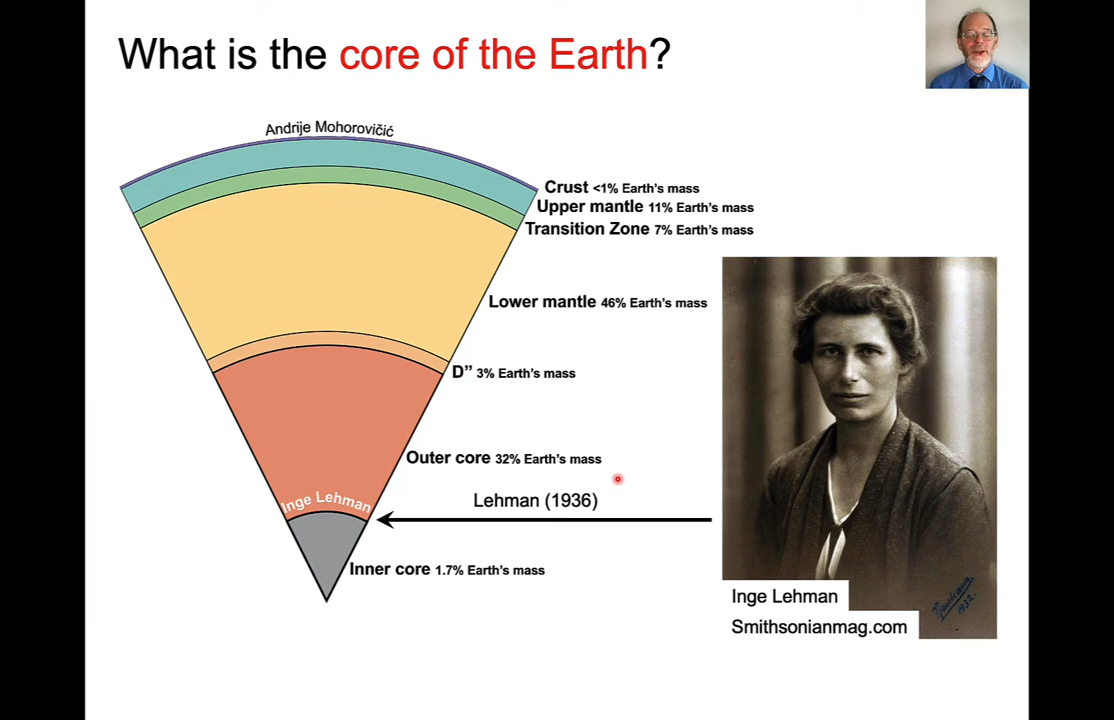 What is the core of the Earth?
Andrije Mohorovičić
Crust <1% Earth's mass
Upper mantle 11% Earth's mass
Transition Zone 7% Earth's mass
Lower mantle 46% Earth's mass
D” 3% Earth's mass
Outer core 32% Earth's mass
Lehman (1936)
Inge Lehman
Inner core 1.7% Earth's mass
1932.
Inge Lehman
Smithsonianmag.com